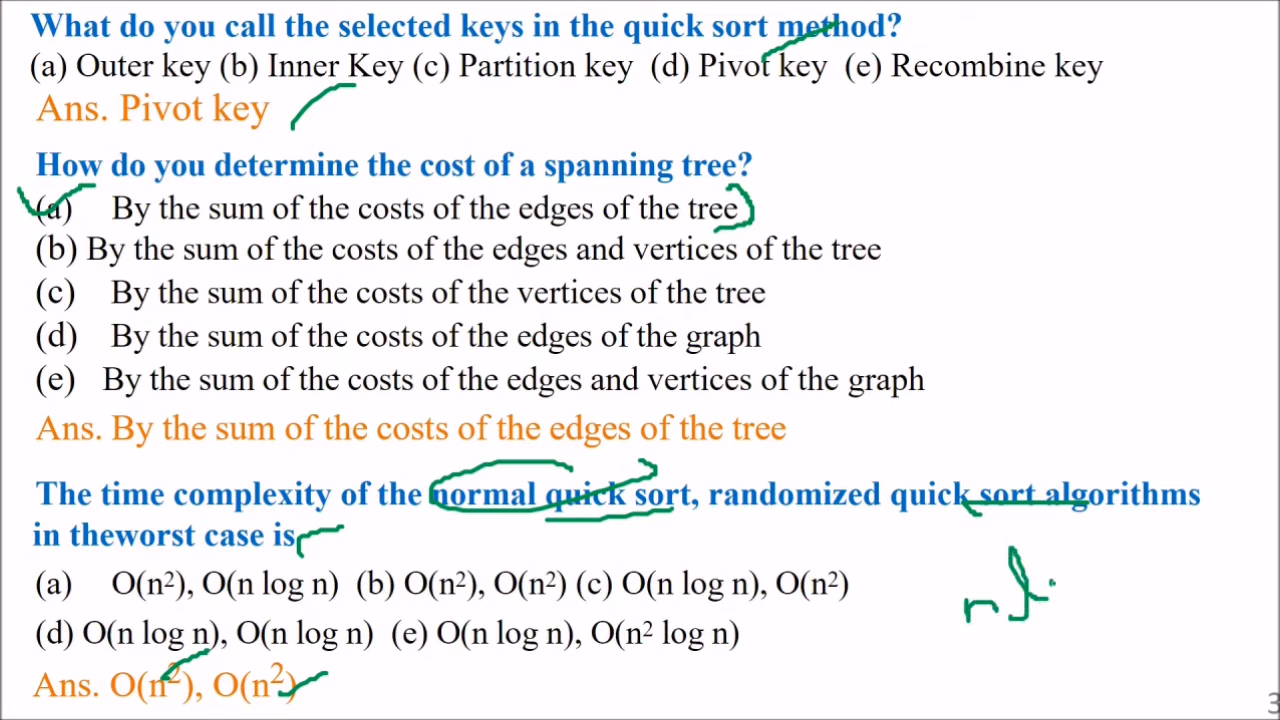 What do you call the selected keys in the quick sort method?
(a) Outer key (b) Inner Key (c) Partition key (d) Pivot key (e) Recombine key
Ans. Pivot key
How do you determine the cost of a spanning tree?
(a) By the sum of the costs of the edges of the tree
(b) By the sum of the costs of the edges and vertices of the tree
(c) By the sum of the costs of the vertices of the tree
(d) By the sum of the costs of the edges of the graph
(e) By the sum of the costs of the edges and vertices of the graph
Ans. By the sum of the costs of the edges of the tree
The time complexity of the normal quick sort, randomized quick sort algorithms
in theworst case is
(a) O(n²), O(n log n) (b) O(n²), O(n²) (c) O(n log n), O(n²)
(d) O(n log n), O(n log n) (e) O(n log n), O(n² log n)
Ans. O(n²), O(n²)
3